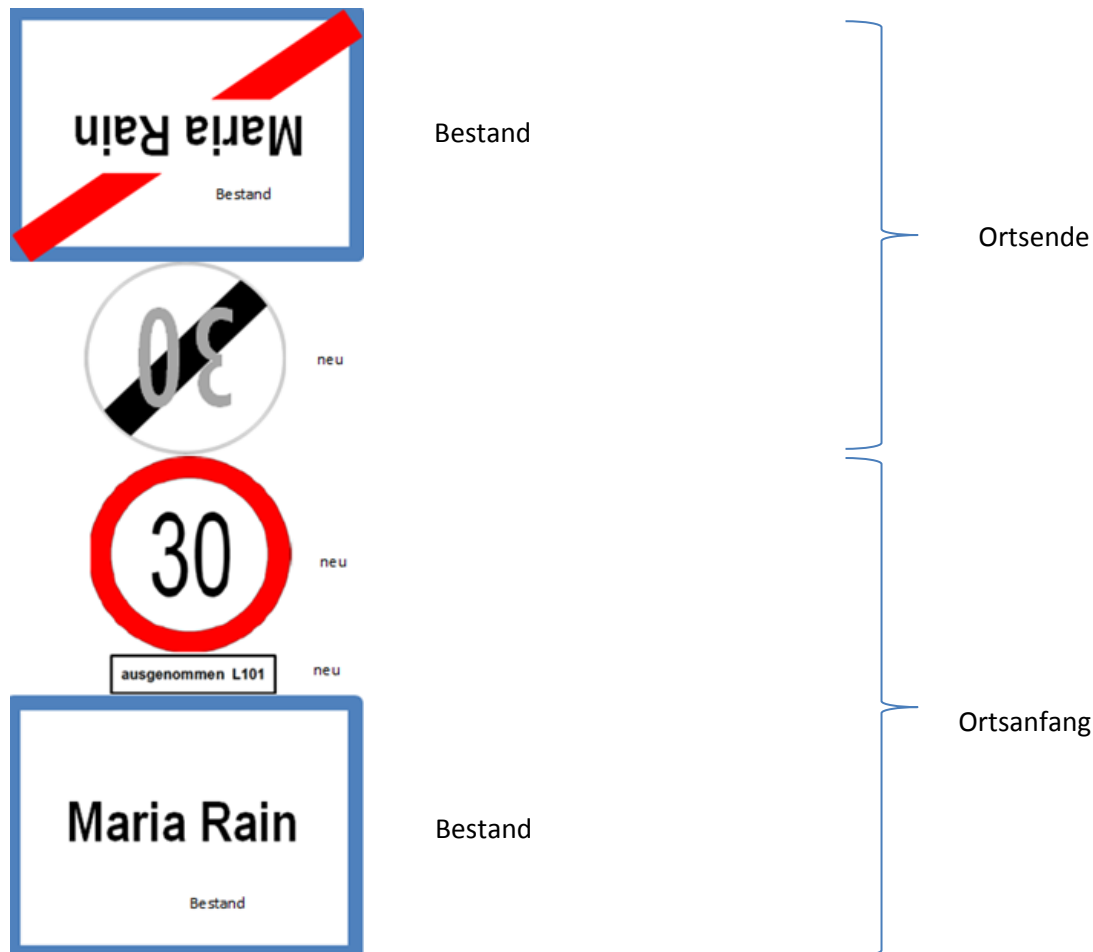 Maria Rain
Bestand
Bestand
Ortsende
30
neu
30
neu
ausgenommen L101
neu
Ortsanfang
Maria Rain
Bestand
Bestand